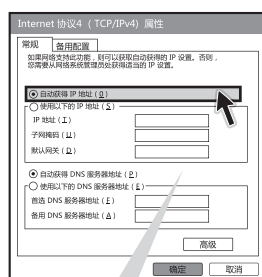 Internet 协议4 ( TCP/IPv4) 属性
常规 备用配置
如果网络支持此功能，则可以获取自动获得的 IP 设置。否则，
您需要从网络系统管理员处获得适当的 IP 设置。
自动获得 IP 地址 ( O )
使用以下的 IP 地址 ( S )
IP 地址 ( I )
子网掩码 ( U )
默认网关 ( D )
自动获得 DNS 服务器地址 ( P )
使用以下的 DNS 服务器地址 ( E )
首选 DNS 服务器地址 ( F )
备用 DNS 服务器地址 ( A )
高级
确定 取消